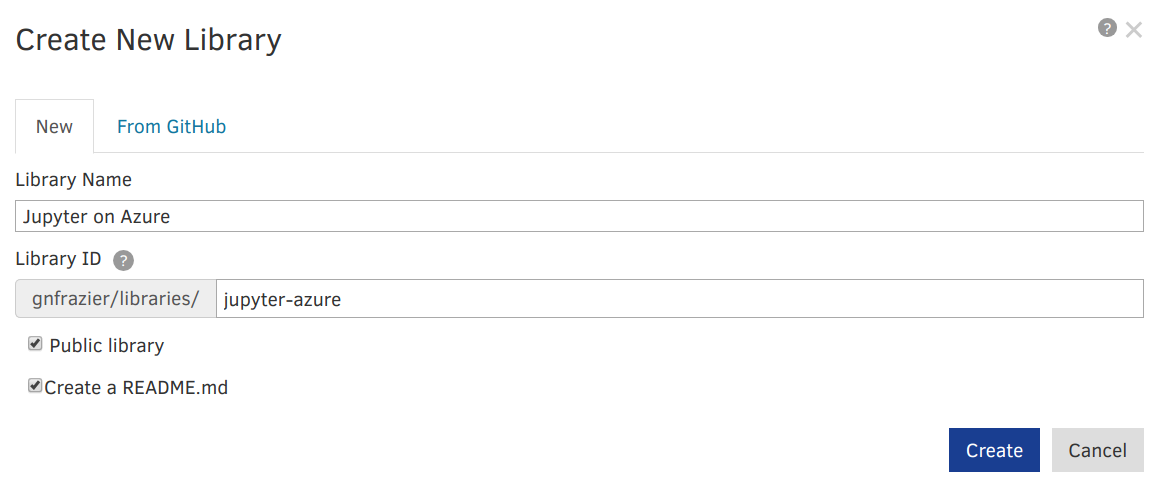 Create New Library
?
New
From GitHub
Library Name
Jupyter on Azure
Library ID ?
gnfrazier/libraries/ jupyter-azure
Public library
Create a README.md
Create
Cancel